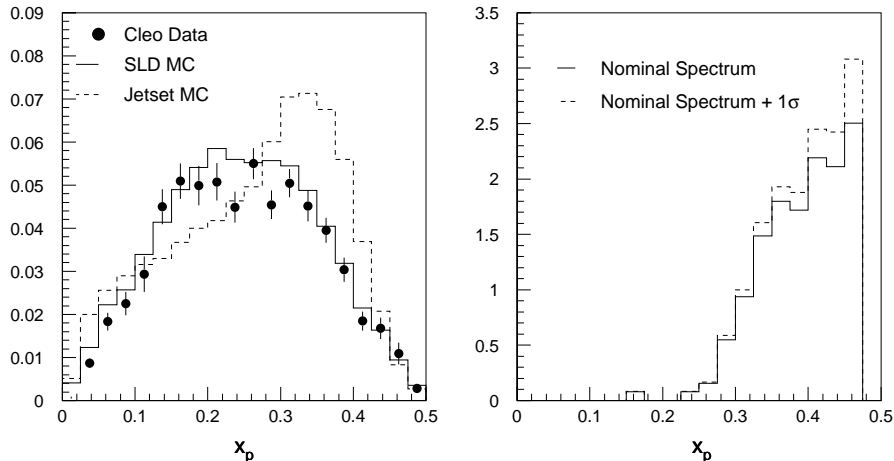 0.09
0.08
0.07
0.06
0.05
0.04
0.03
0.02
0.01
0
Cleo Data
SLD MC
Jetset MC
0 0.1 0.2 0.3 0.4 0.5
xp
3.5
3
2.5
2
1.5
1
0.5
0
Nominal Spectrum
Nominal Spectrum + 1σ
0 0.1 0.2 0.3 0.4 0.5
xp